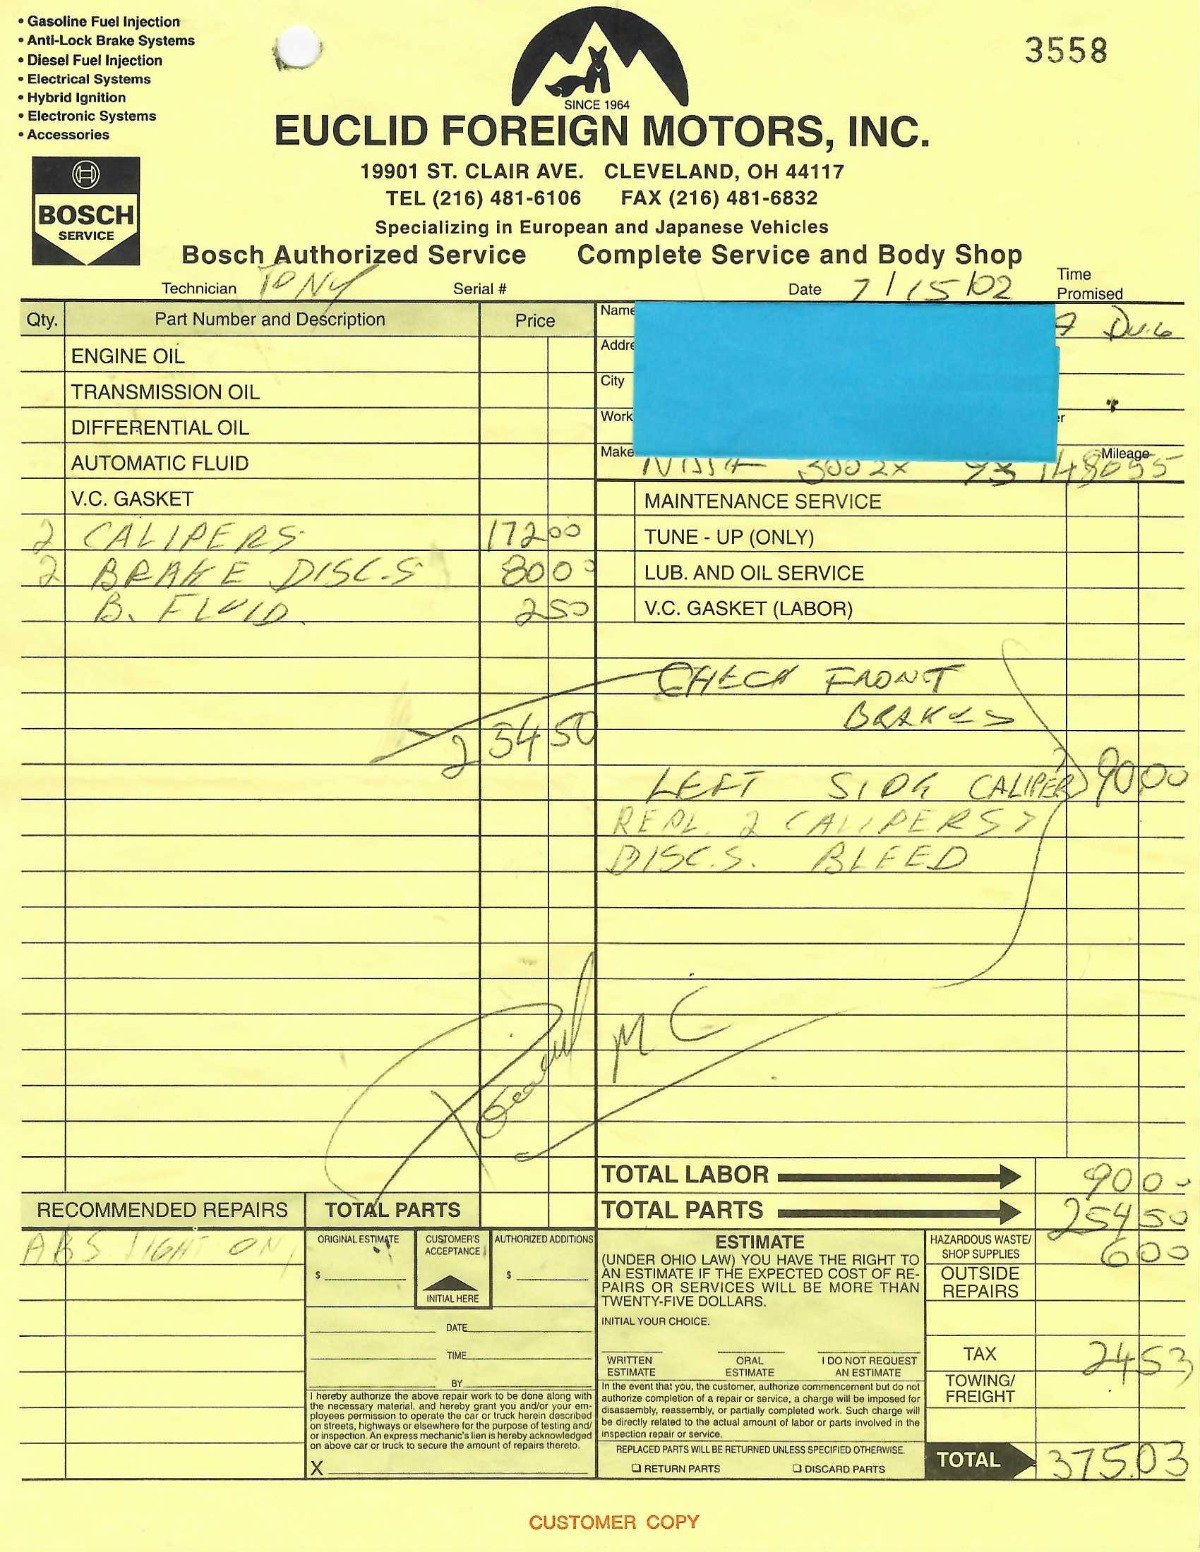 • Gasoline Fuel Injection
• Anti-Lock Brake Systems
• Diesel Fuel Injection
• Electrical Systems
• Hybrid Ignition
• Electronic Systems
• Accessories
BOSCH
SERVICE
SINCE 1964
3558
EUCLID FOREIGN MOTORS, INC.
19901 ST. CLAIR AVE. CLEVELAND, OH 44117
TEL (216) 481-6106 FAX (216) 481-6832
Specializing in European and Japanese Vehicles
Bosch Authorized Service Complete Service and Body Shop
Technician TONY Serial # Date 7/15/02 Time Promised
Qty. Part Number and Description Price
ENGINE OIL
TRANSMISSION OIL
DIFFERENTIAL OIL
AUTOMATIC FLUID
V.C. GASKET
2 CALIPERS 172 00
2 BRAKE DISC.S 80 00
B. FLUID. 2 50
254 50
Name
Addre
City
Work
Make 93 Mileage 148055
MAINTENANCE SERVICE
TUNE - UP (ONLY)
LUB. AND OIL SERVICE
V.C. GASKET (LABOR)
CHECK FRONT
BRAKES
LEFT SIDE CALIPER ? 90 00
REPL. 2 CALIPERS >
DISC.S. BLEED
MC
TOTAL LABOR 90 0-
TOTAL PARTS 254 50
RECOMMENDED REPAIRS
ABS LIGHT ON,
TOTAL PARTS
ORIGINAL ESTIMATE
$
CUSTOMER'S
ACCEPTANCE
INITIAL HERE
AUTHORIZED ADDITIONS
$
DATE
TIME
BY
I hereby authorize the above repair work to be done along with
the necessary material, and hereby grant you and/or your em-
ployees permission to operate the car or truck herein described
on streets, highways or elsewhere for the purpose of testing and/
or inspection. An express mechanic's lien is hereby acknowledged
on above car or truck to secure the amount of repairs thereto.
X
ESTIMATE
(UNDER OHIO LAW) YOU HAVE THE RIGHT TO
AN ESTIMATE IF THE EXPECTED COST OF RE-
PAIRS OR SERVICES WILL BE MORE THAN
TWENTY-FIVE DOLLARS.
INITIAL YOUR CHOICE.
WRITTEN
ESTIMATE
ORAL
ESTIMATE
I DO NOT REQUEST
AN ESTIMATE
In the event that you, the customer, authorize commencement but do not
authorize completion of a repair or service, a charge will be imposed for
disassembly, reassembly, or partially completed work. Such charge will
be directly related to the actual amount of labor or parts involved in the
inspection repair or service.
REPLACED PARTS WILL BE RETURNED UNLESS SPECIFIED OTHERWISE.
RETURN PARTS DISCARD PARTS
HAZARDOUS WASTE/
SHOP SUPPLIES 6 00
OUTSIDE
REPAIRS
TAX 24 53
TOWING/
FREIGHT
TOTAL 375.03
CUSTOMER COPY